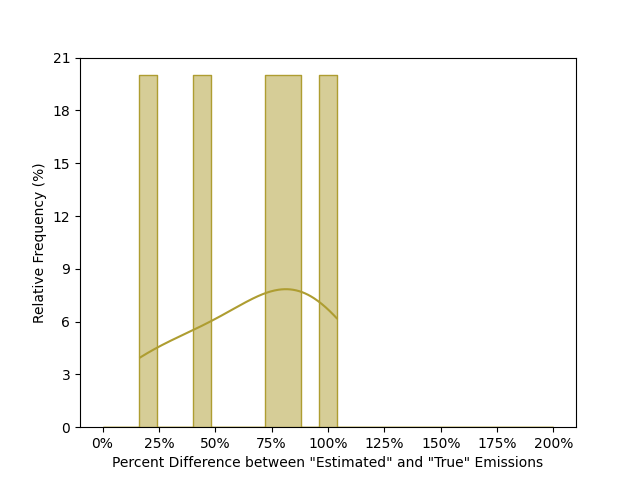 21
18
15
12
9
6
3
0
Relative Frequency (%)
0% 25% 50% 75% 100% 125% 150% 175% 200%
Percent Difference between "Estimated" and "True" Emissions